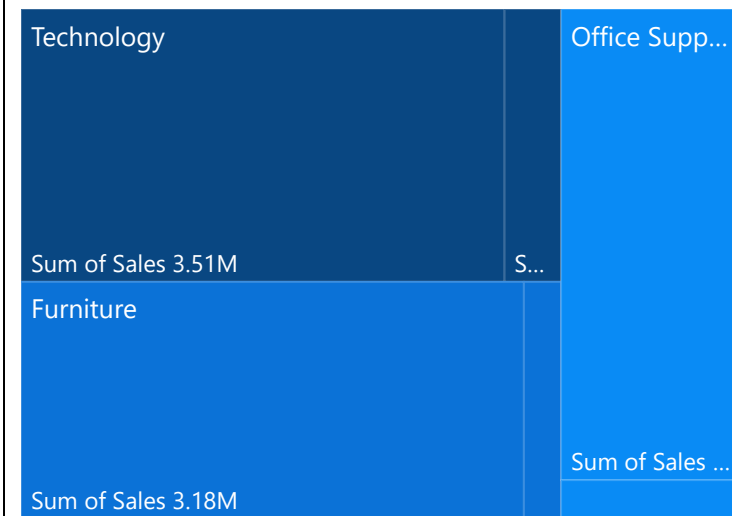 Technology
Office Supp...
Sum of Sales 3.51M
S...
Furniture
Sum of Sales ...
Sum of Sales 3.18M